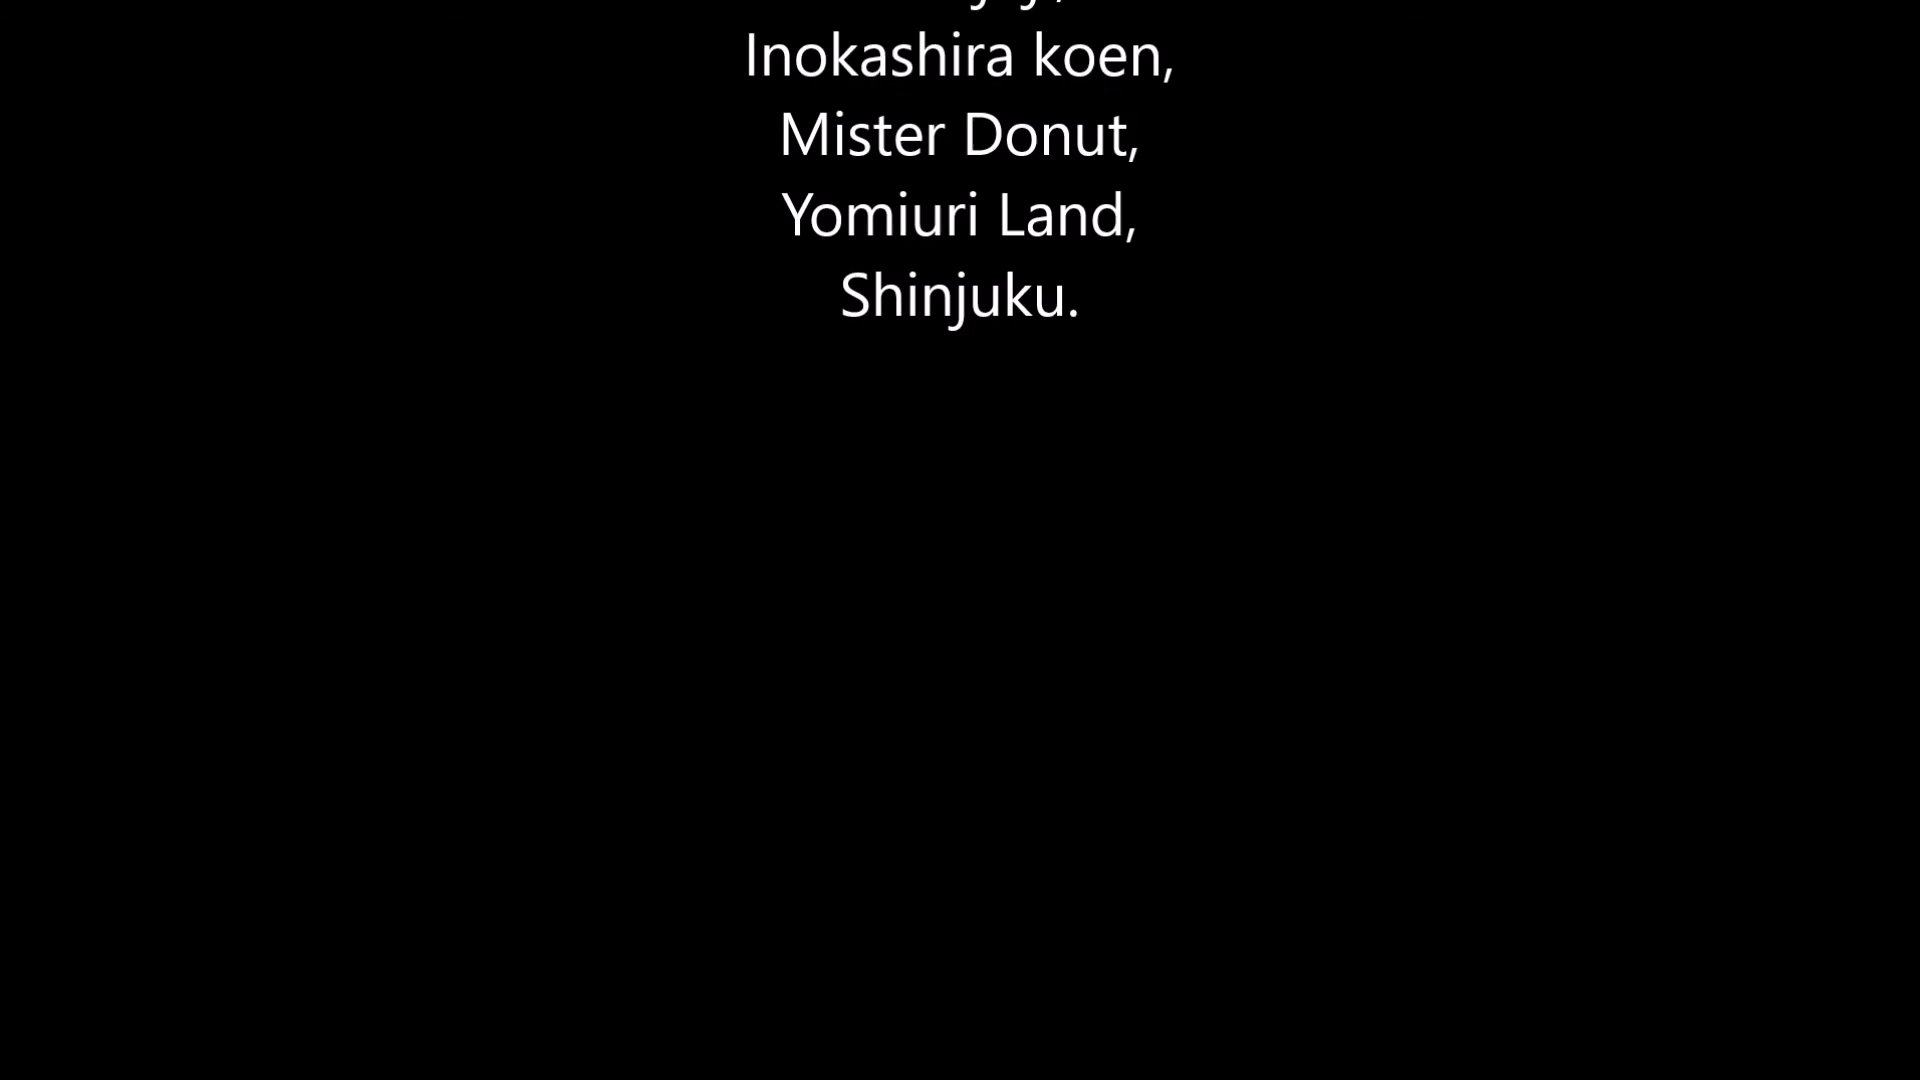 Inokashira koen,
Mister Donut,
Yomiuri Land,
Shinjuku.